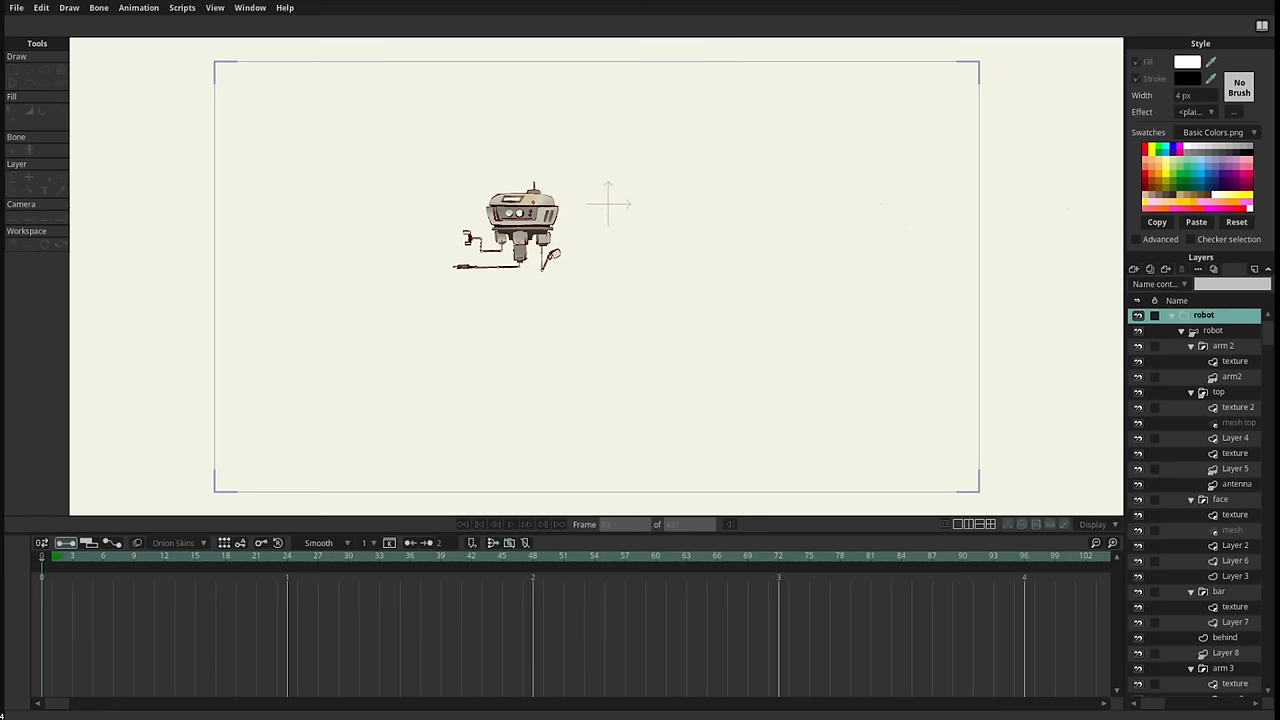 File Edit Draw Bone Animation Scripts View Window Help
Tools
Draw
Fill
Bone
Layer
Camera
Workspace
Style
Fill
Stroke
Width 4 px
No Brush
Effect <plai...
...
Swatches Basic Colors.png
Copy Paste Reset
Advanced Checker selection
Layers
Name cont...
Name
robot
robot
arm 2
texture
arm2
top
texture 2
mesh top
Layer 4
texture
Layer 5
antenna
face
texture
mesh
Layer 2
Layer 6
Layer 3
bar
texture
Layer 7
behind
Layer 8
arm 3
texture
Frame of Display
Onion Skins Smooth 1 2
0 3 6 9 12 15 18 21 24 27 30 33 36 39 42 45 48 51 54 57 60 63 66 69 72 75 78 81 84 87 90 93 96 99 102
0 1 2 3 4